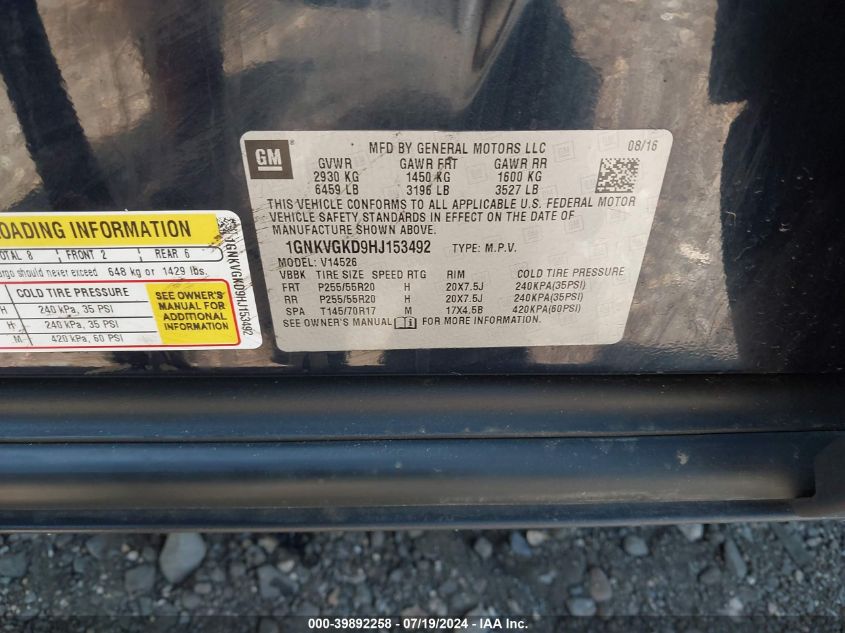 GM
MFD BY GENERAL MOTORS LLC
08/16
GVWR GAWR FRT GAWR RR
2930 KG 1450 KG 1600 KG
6459 LB 3196 LB 3527 LB
THIS VEHICLE CONFORMS TO ALL APPLICABLE U.S. FEDERAL MOTOR
VEHICLE SAFETY STANDARDS IN EFFECT ON THE DATE OF
MANUFACTURE SHOWN ABOVE.
1GNKVGKD9HJ153492 TYPE: M.P.V.
MODEL: V14526
VBBK TIRE SIZE SPEED RTG RIM COLD TIRE PRESSURE
FRT P255/55R20 H 20X7.5J 240KPA(35PSI)
RR P255/55R20 H 20X7.5J 240KPA(35PSI)
SPA T145/70R17 M 17X4.5B 420KPA(60PSI)
SEE OWNER'S MANUAL i FOR MORE INFORMATION.
OADING INFORMATION
OTAL 8 FRONT 2 REAR 6
argo should never exceed 648 kg or 1429 lbs.
COLD TIRE PRESSURE
H 240 kPa, 35 PSI
H 240 kPa, 35 PSI
M 420 kPa, 60 PSI
SEE OWNER'S
MANUAL FOR
ADDITIONAL
INFORMATION
1GNKVGKD9HJ153492
000-39892258 - 07/19/2024 - IAA Inc.